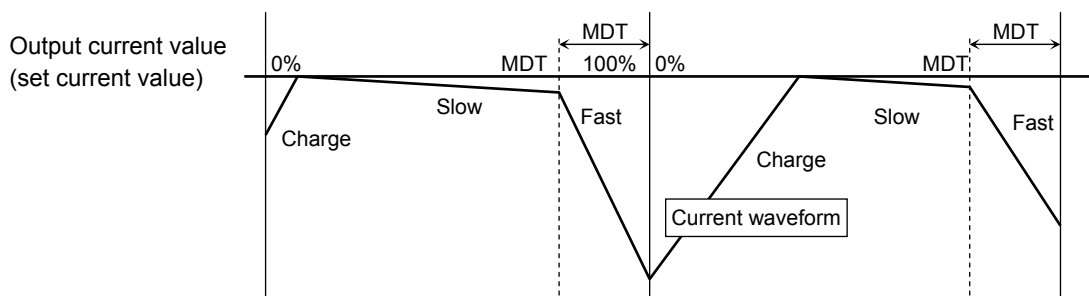 Output current value
(set current value)
MDT
MDT
0%
MDT
100%
0%
MDT
Slow
Fast
Slow
Fast
Charge
Charge
Current waveform